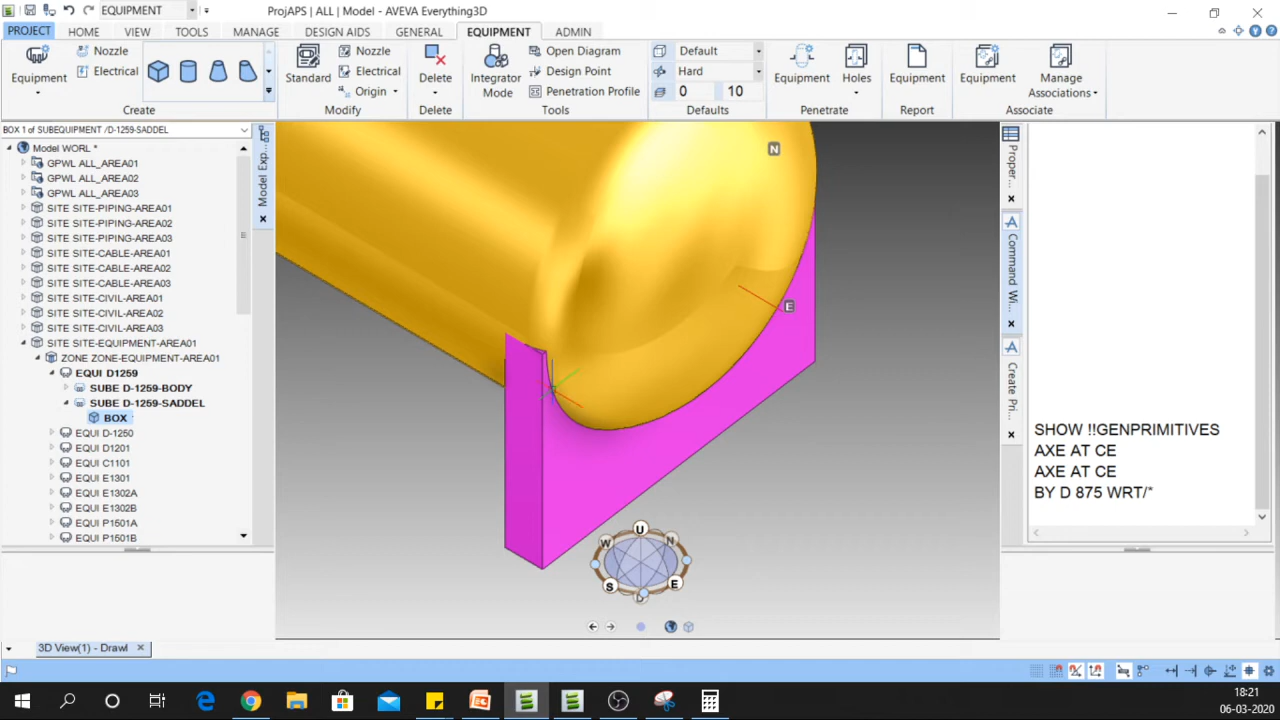 EQUIPMENT
ProjAPS | ALL | Model - AVEVA Everything3D
PROJECT HOME VIEW TOOLS MANAGE DESIGN AIDS GENERAL EQUIPMENT ADMIN
Equipment
Nozzle
Electrical
Create
Standard
Nozzle
Electrical
Origin
Modify
Delete
Delete
Integrator Mode
Open Diagram
Design Point
Penetration Profile
Tools
Default
Hard
0 10
Defaults
Equipment
Holes
Penetrate
Equipment
Report
Equipment
Manage Associations
Associate
BOX 1 of SUBEQUIPMENT /D-1259-SADDEL
Model WORL *
GPWL ALL_AREA01
GPWL ALL_AREA02
GPWL ALL_AREA03
SITE SITE-PIPING-AREA01
SITE SITE-PIPING-AREA02
SITE SITE-PIPING-AREA03
SITE SITE-CABLE-AREA01
SITE SITE-CABLE-AREA02
SITE SITE-CABLE-AREA03
SITE SITE-CIVIL-AREA01
SITE SITE-CIVIL-AREA02
SITE SITE-CIVIL-AREA03
SITE SITE-EQUIPMENT-AREA01
ZONE ZONE-EQUIPMENT-AREA01
EQUI D1259
SUBE D-1259-BODY
SUBE D-1259-SADDEL
BOX
EQUI D-1250
EQUI D1201
EQUI C1101
EQUI E1301
EQUI E1302A
EQUI E1302B
EQUI P1501A
EQUI P1501B
Model Exp...
N
E
U
W
N
S
E
D
Proper...
Command Wi...
Create Pri...
SHOW !!GENPRIMITIVES
AXE AT CE
AXE AT CE
BY D 875 WRT/*
3D View(1) - Drawl
18:21
06-03-2020